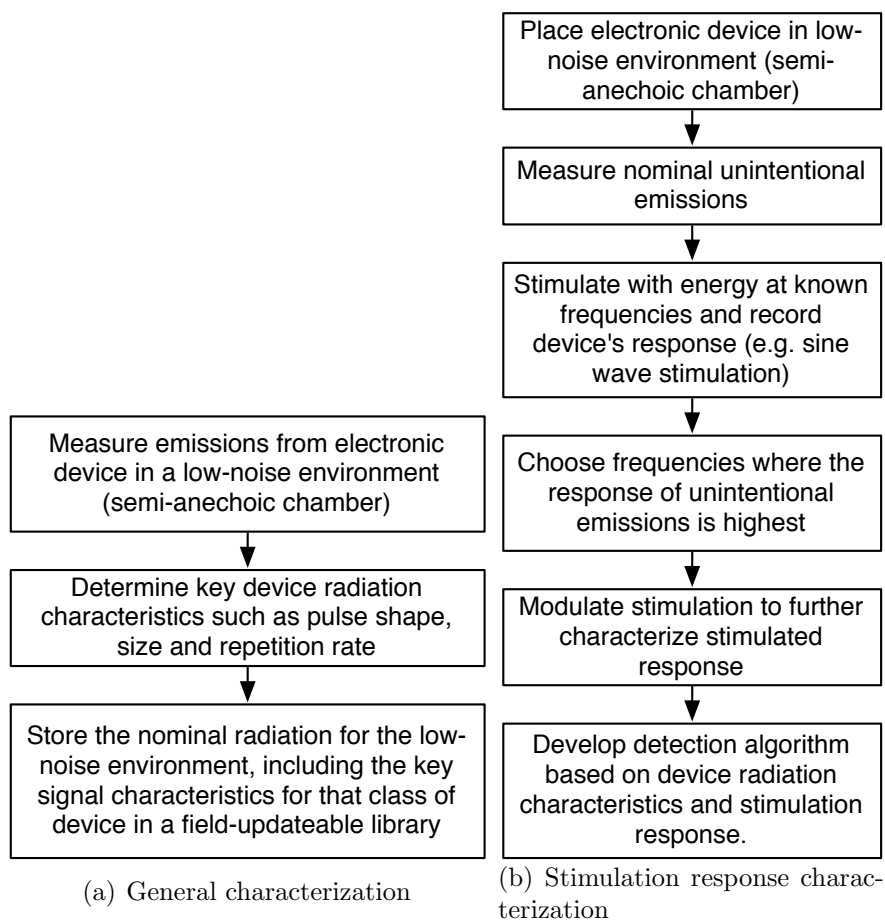 Measure emissions from electronic
device in a low-noise environment
(semi-anechoic chamber)
Determine key device radiation
characteristics such as pulse shape,
size and repetition rate
Store the nominal radiation for the low-
noise environment, including the key
signal characteristics for that class of
device in a field-updateable library
(a) General characterization
Place electronic device in low-
noise environment (semi-
anechoic chamber)
Measure nominal unintentional
emissions
Stimulate with energy at known
frequencies and record
device's response (e.g. sine
wave stimulation)
Choose frequencies where the
response of unintentional
emissions is highest
Modulate stimulation to further
characterize stimulated
response
Develop detection algorithm
based on device radiation
characteristics and stimulation
response.
(b) Stimulation response charac-
terization